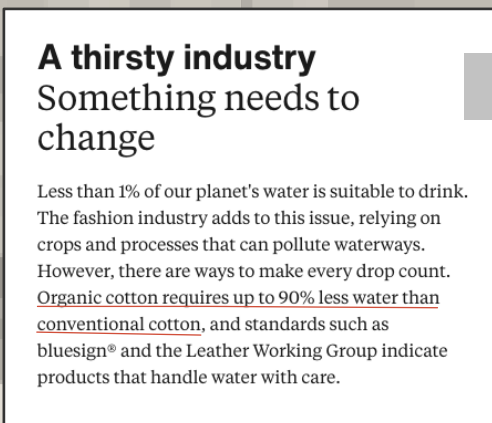 A thirsty industry
Something needs to
change
Less than 1% of our planet's water is suitable to drink.
The fashion industry adds to this issue, relying on
crops and processes that can pollute waterways.
However, there are ways to make every drop count.
Organic cotton requires up to 90% less water than
conventional cotton, and standards such as
bluesign® and the Leather Working Group indicate
products that handle water with care.